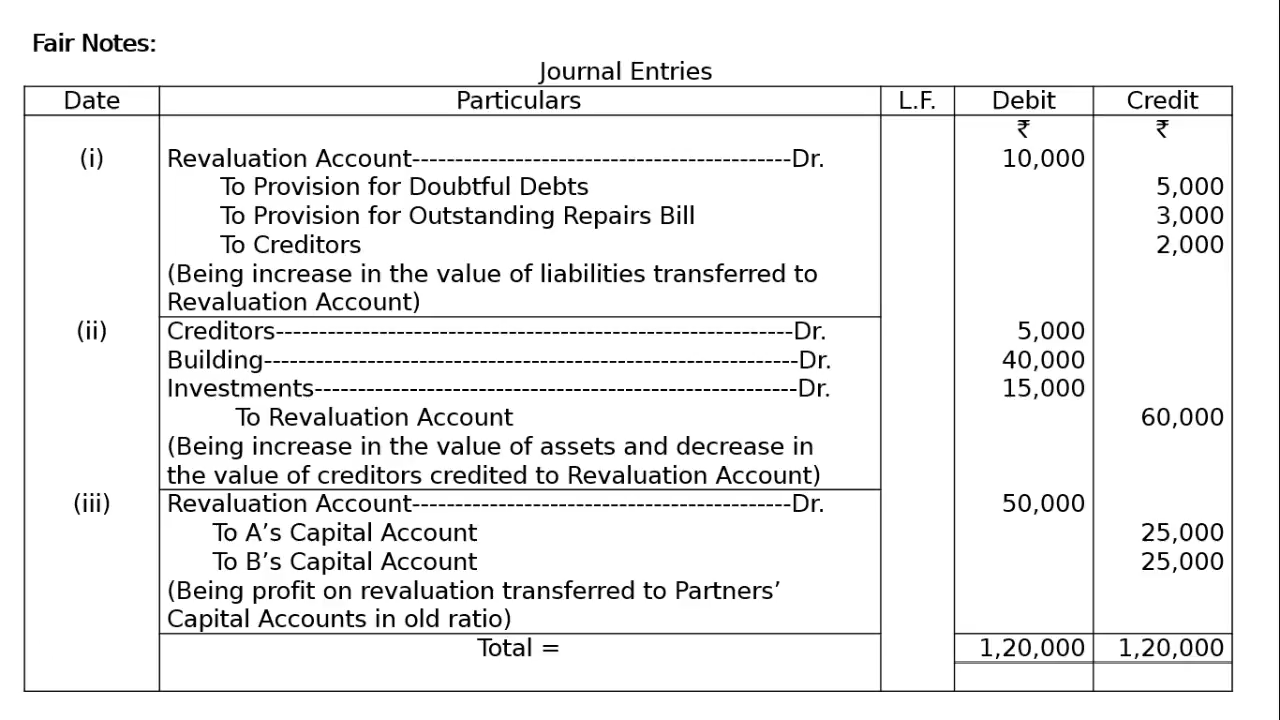 Fair Notes:
Journal Entries
Date Particulars L.F. Debit Credit
₹ ₹
(i) Revaluation Account--------------------------------------------Dr. 10,000
To Provision for Doubtful Debts 5,000
To Provision for Outstanding Repairs Bill 3,000
To Creditors 2,000
(Being increase in the value of liabilities transferred to
Revaluation Account)
(ii) Creditors------------------------------------------------------------Dr. 5,000
Building--------------------------------------------------------------Dr. 40,000
Investments--------------------------------------------------------Dr. 15,000
To Revaluation Account 60,000
(Being increase in the value of assets and decrease in
the value of creditors credited to Revaluation Account)
(iii) Revaluation Account--------------------------------------------Dr. 50,000
To A’s Capital Account 25,000
To B’s Capital Account 25,000
(Being profit on revaluation transferred to Partners’
Capital Accounts in old ratio)
Total = 1,20,000 1,20,000